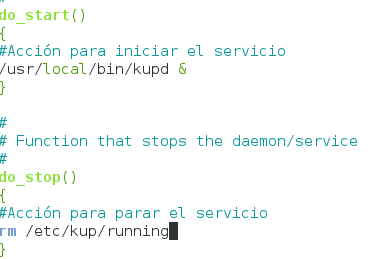 do_start()
{
#Acción para iniciar el servicio
/usr/local/bin/kupd &
}
#
# Function that stops the daemon/service
#
do_stop()
{
#Acción para parar el servicio
rm /etc/kup/running
}